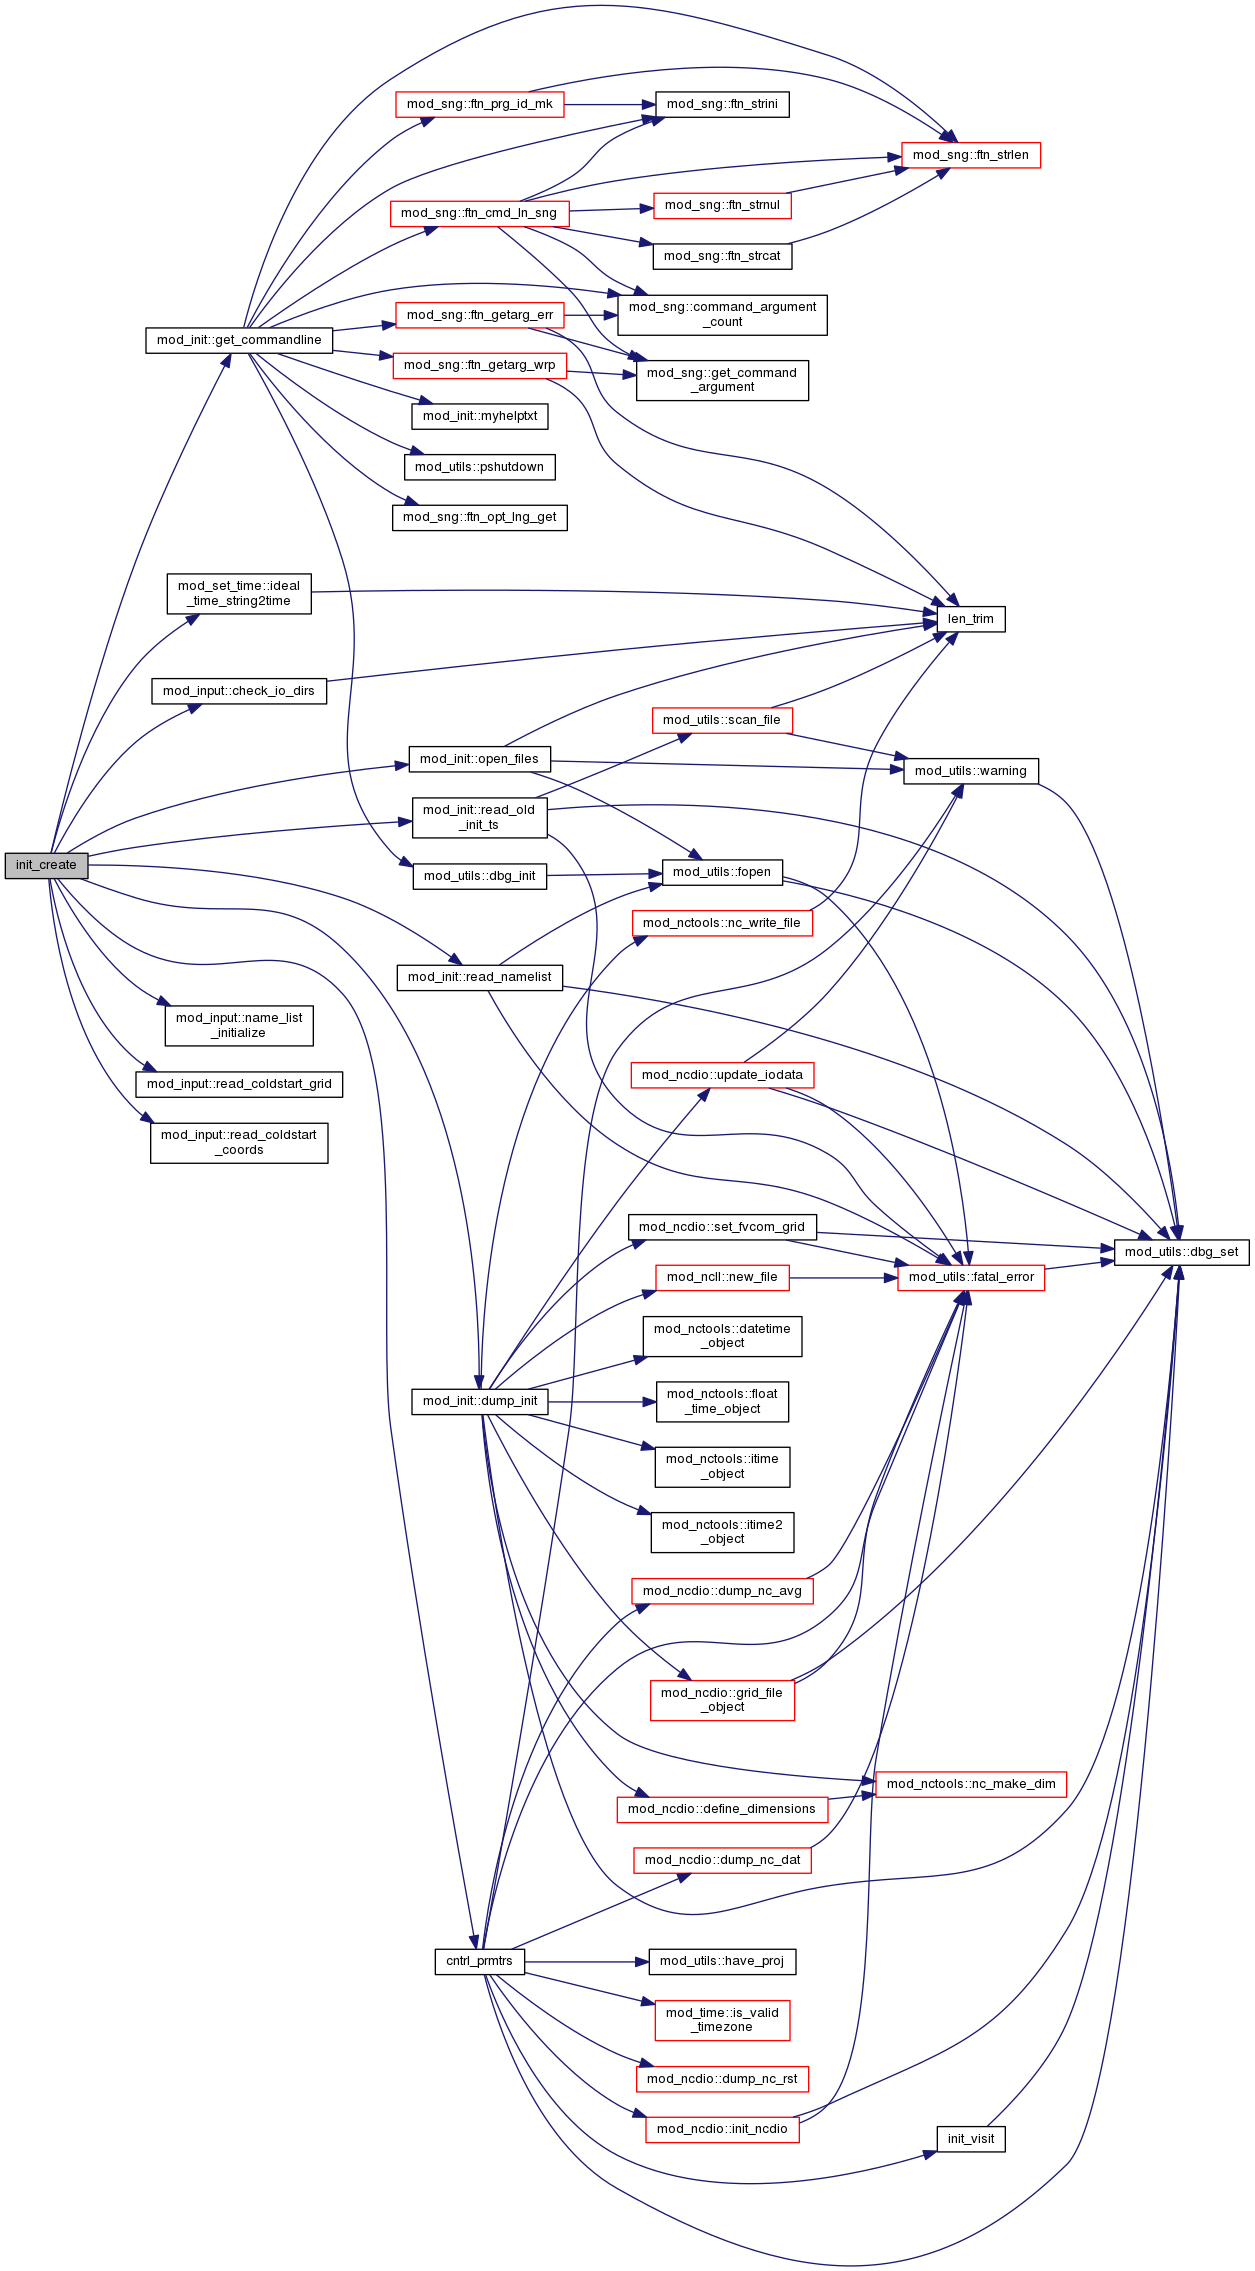 mod_sng::ftn_prg_id_mk
mod_sng::ftn_strini
mod_sng::ftn_strlen
mod_sng::ftn_cmd_ln_sng
mod_sng::ftn_strnul
mod_sng::ftn_strcat
mod_sng::command_argument
_count
mod_sng::ftn_getarg_err
mod_init::get_commandline
mod_sng::ftn_getarg_wrp
mod_sng::get_command
_argument
mod_init::myhelptxt
mod_utils::pshutdown
mod_sng::ftn_opt_lng_get
mod_set_time::ideal
_time_string2time
len_trim
mod_input::check_io_dirs
mod_utils::scan_file
mod_init::open_files
mod_utils::warning
mod_init::read_old
_init_ts
init_create
mod_utils::dbg_init
mod_utils::fopen
mod_nctools::nc_write_file
mod_init::read_namelist
mod_input::name_list
_initialize
mod_ncdio::update_iodata
mod_input::read_coldstart_grid
mod_input::read_coldstart
_coords
mod_ncdio::set_fvcom_grid
mod_utils::dbg_set
mod_ncll::new_file
mod_utils::fatal_error
mod_nctools::datetime
_object
mod_init::dump_init
mod_nctools::float
_time_object
mod_nctools::itime
_object
mod_nctools::itime2
_object
mod_ncdio::dump_nc_avg
mod_ncdio::grid_file
_object
mod_nctools::nc_make_dim
mod_ncdio::define_dimensions
mod_ncdio::dump_nc_dat
cntrl_prmtrs
mod_utils::have_proj
mod_time::is_valid
_timezone
mod_ncdio::dump_nc_rst
mod_ncdio::init_ncdio
init_visit